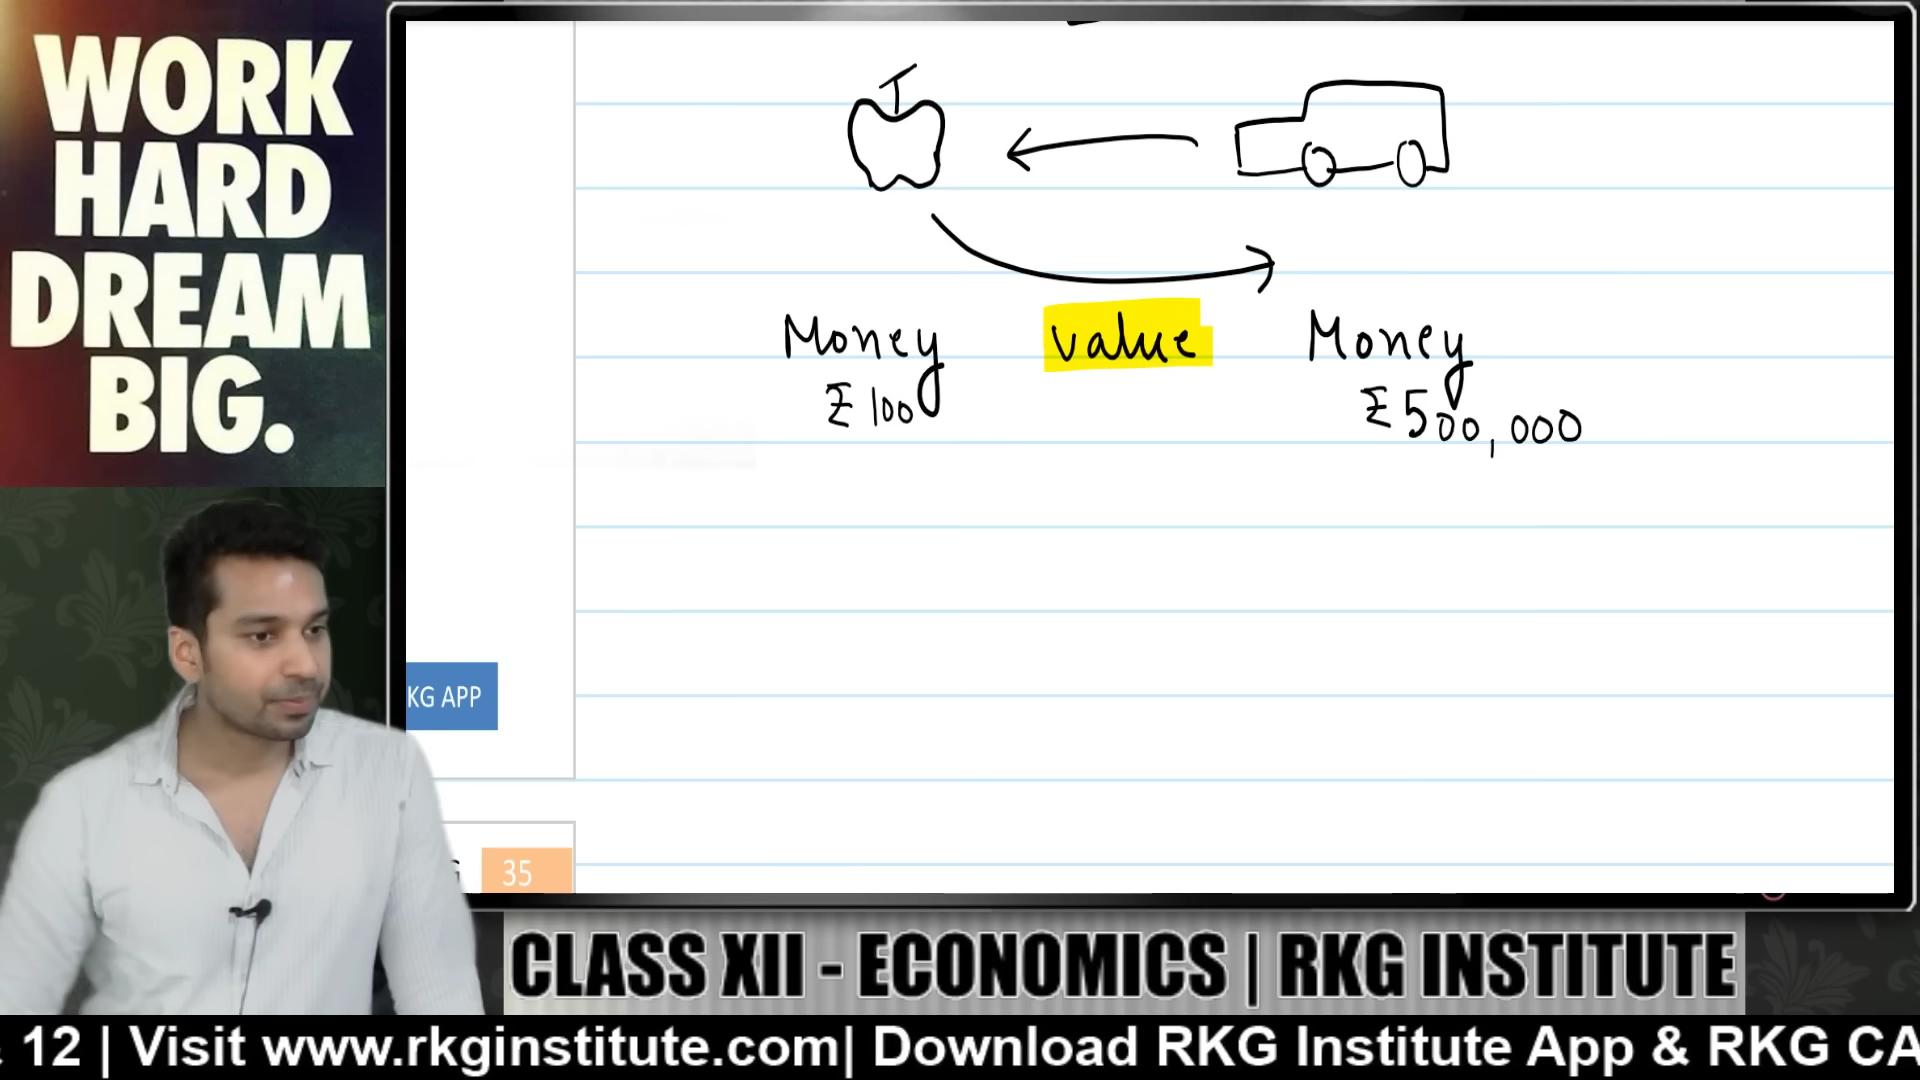 WORK
HARD
DREAM
BIG.
Money value Money
₹ 100 ₹ 500,000
KG APP
35
CLASS XII - ECONOMICS | RKG INSTITUTE
12 | Visit www.rkginstitute.com| Download RKG Institute App & RKG CA